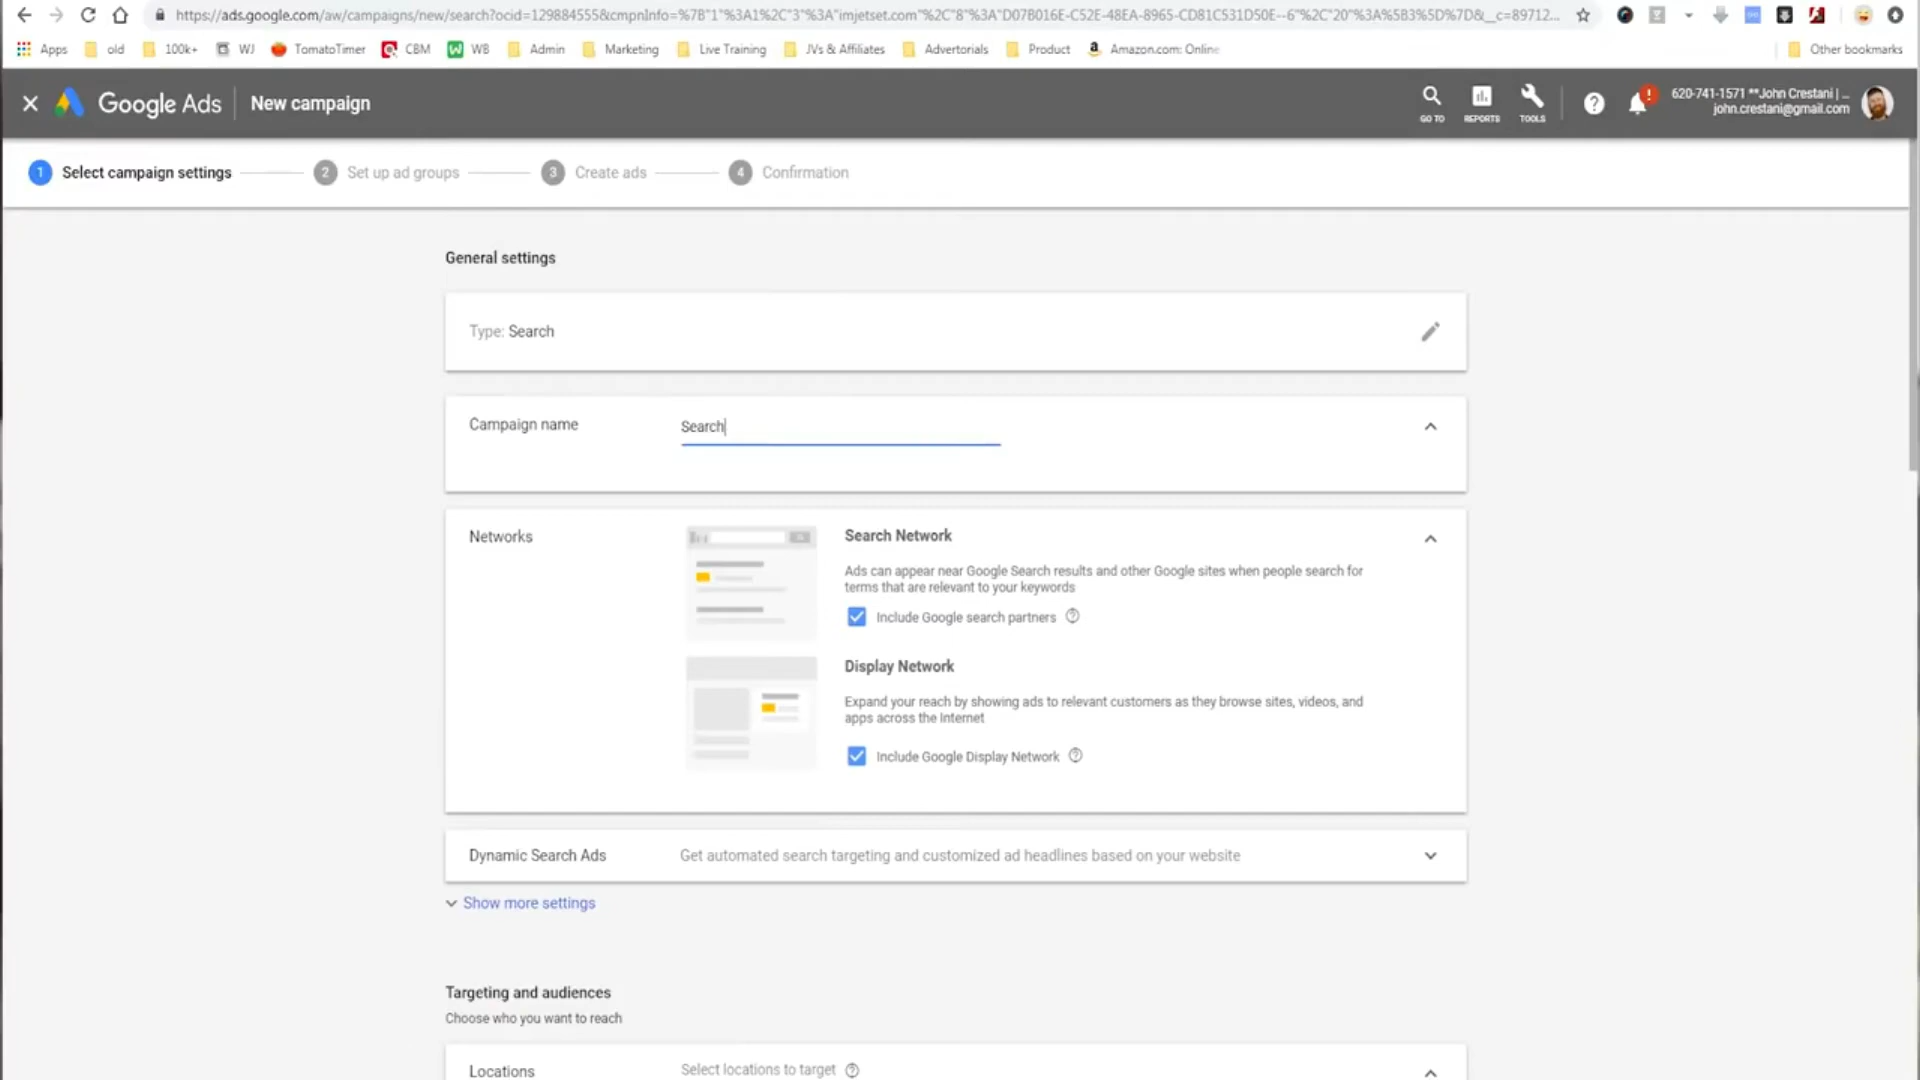 https://ads.google.com/aw/campaigns/new/search?ocid=129884555&cmpnInfo=%7B"1"%3A1%2C"3"%3A"imjetset.com"%2C"8"%3A"D07B016E-C52E-48EA-8965-CD81C531D50E--6"%2C"20"%3A%5B3%5D%7D&__c=89712...
Apps old 100k+ WJ TomatoTimer CBM WB Admin Marketing Live Training JVs & Affiliates Advertorials Product Amazon.com: Online Other bookmarks
Google Ads New campaign
GO TO REPORTS TOOLS
620-741-1571 **John Crestani | ...
john.crestani@gmail.com
1 Select campaign settings 2 Set up ad groups 3 Create ads 4 Confirmation
General settings
Type: Search
Campaign name Search
Networks
Search Network
Ads can appear near Google Search results and other Google sites when people search for
terms that are relevant to your keywords
Include Google search partners
Display Network
Expand your reach by showing ads to relevant customers as they browse sites, videos, and
apps across the Internet
Include Google Display Network
Dynamic Search Ads Get automated search targeting and customized ad headlines based on your website
Show more settings
Targeting and audiences
Choose who you want to reach
Locations Select locations to target